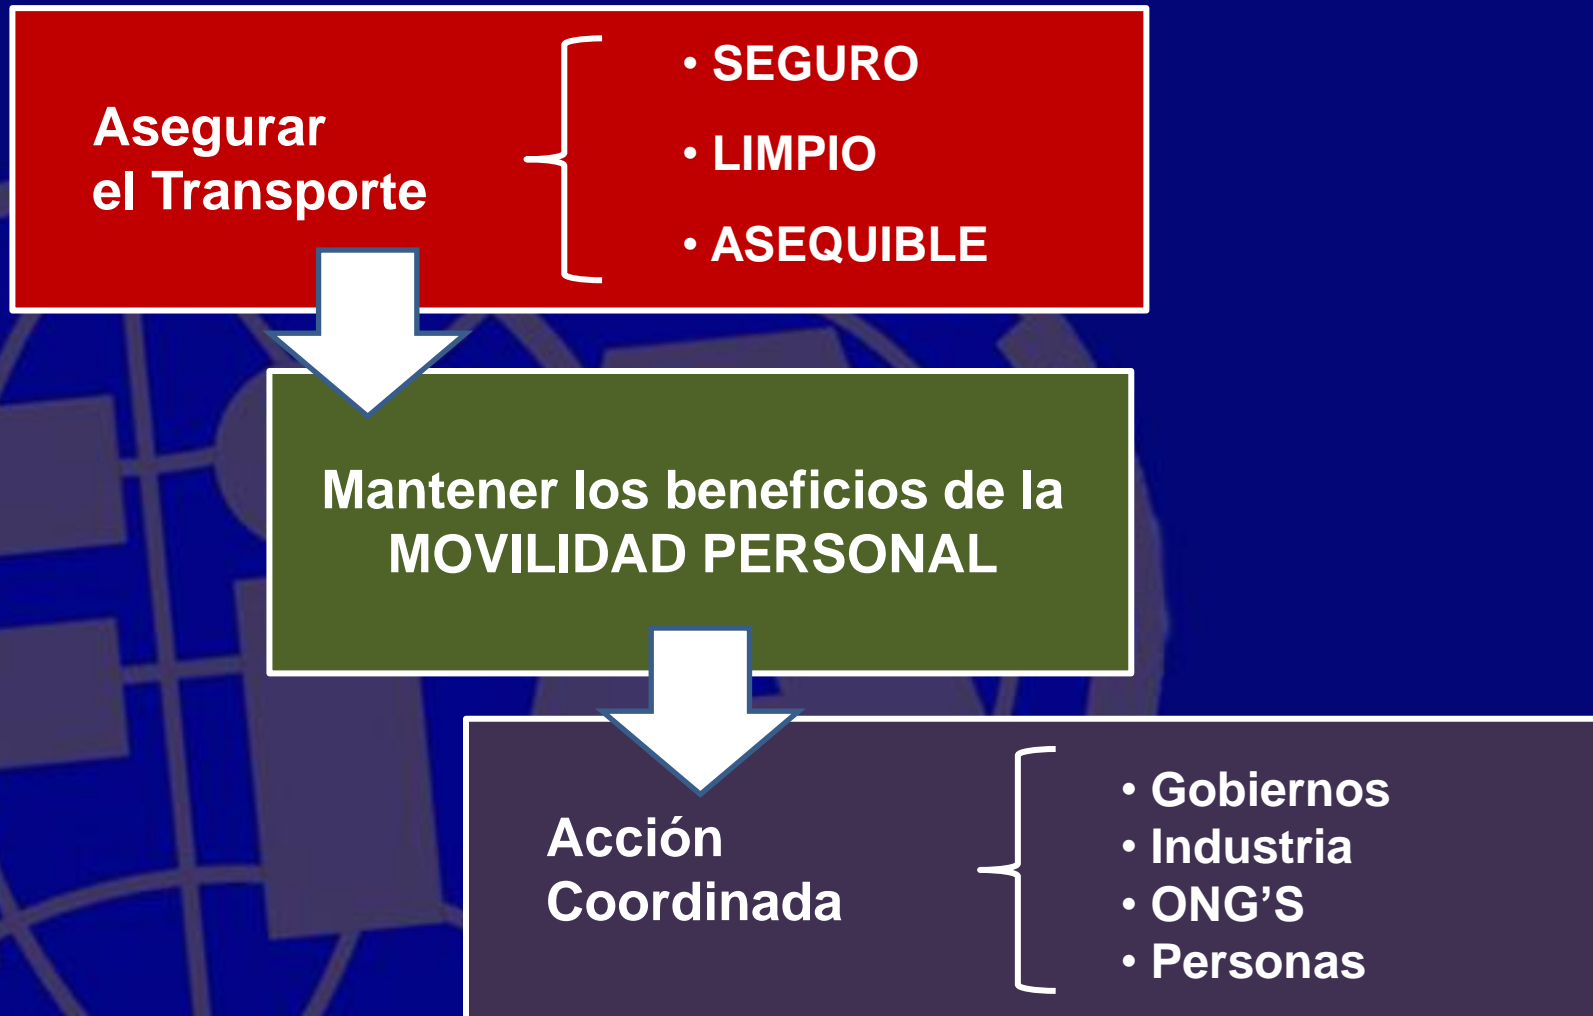 Asegurar
el Transporte
• SEGURO
• LIMPIO
• ASEQUIBLE
Mantener los beneficios de la
MOVILIDAD PERSONAL
Acción
Coordinada
• Gobiernos
• Industria
• ONG’S
• Personas